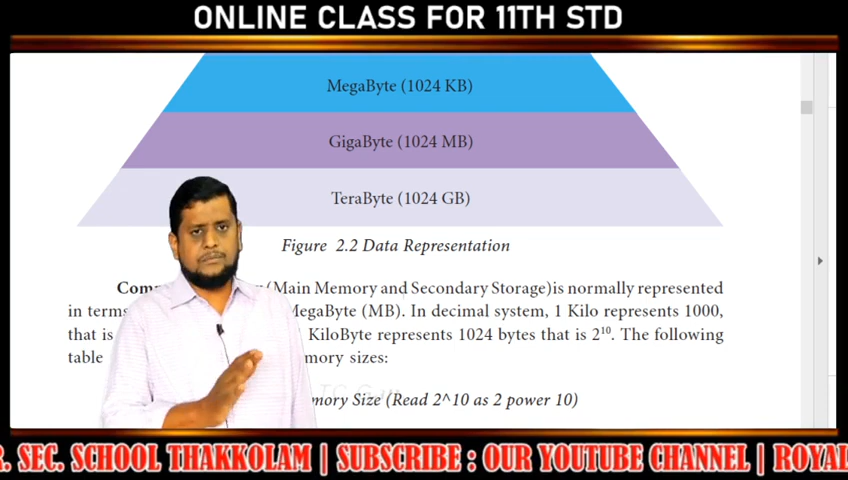 ONLINE CLASS FOR 11TH STD
MegaByte (1024 KB)
GigaByte (1024 MB)
TeraByte (1024 GB)
Figure 2.2 Data Representation
(Main Memory and Secondary Storage)is normally represented
in terms MegaByte (MB). In decimal system, 1 Kilo represents 1000,
that is KiloByte represents 1024 bytes that is 2¹⁰. The following
table sizes:
Size (Read 2^10 as 2 power 10)
SEC. SCHOOL THAKKOLAM | SUBSCRIBE : OUR YOUTUBE CHANNEL |